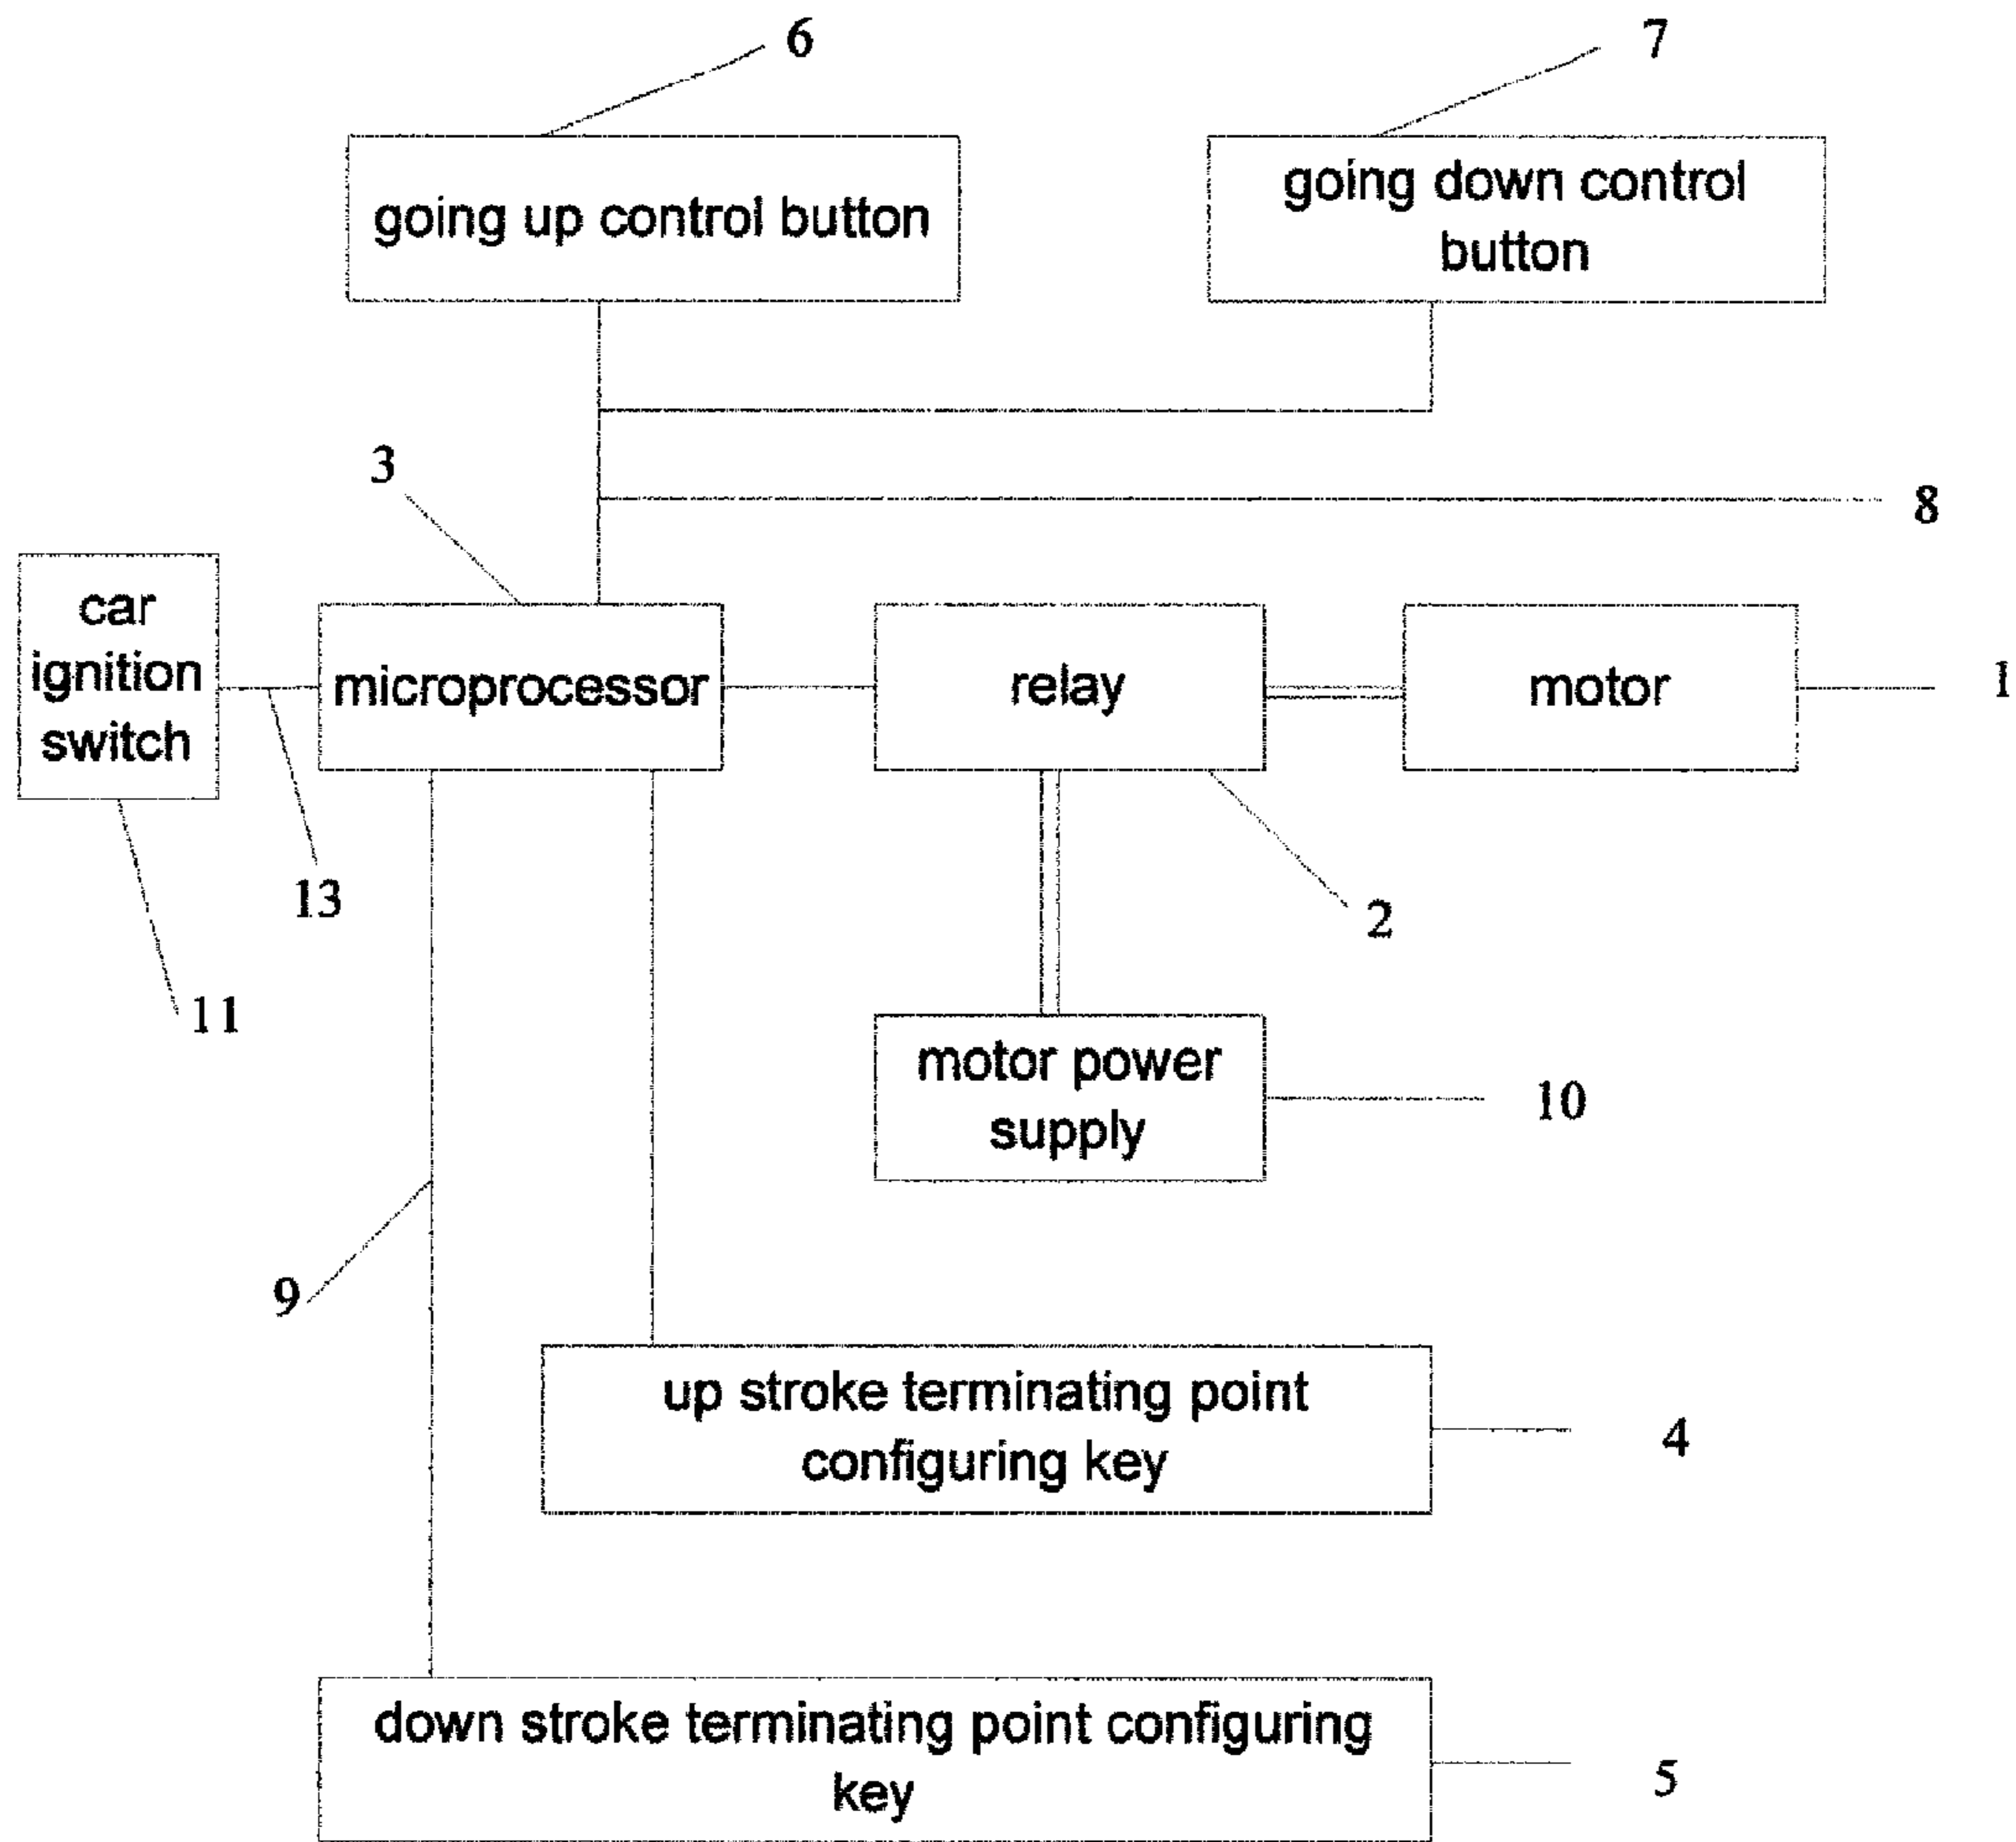 6
7
going up control button
going down control
button
3
8
car
ignition
switch
microprocessor
relay
motor
1
13
2
11
motor power
supply
10
9
up stroke terminating point
configuring key
4
down stroke terminating point configuring
key
5